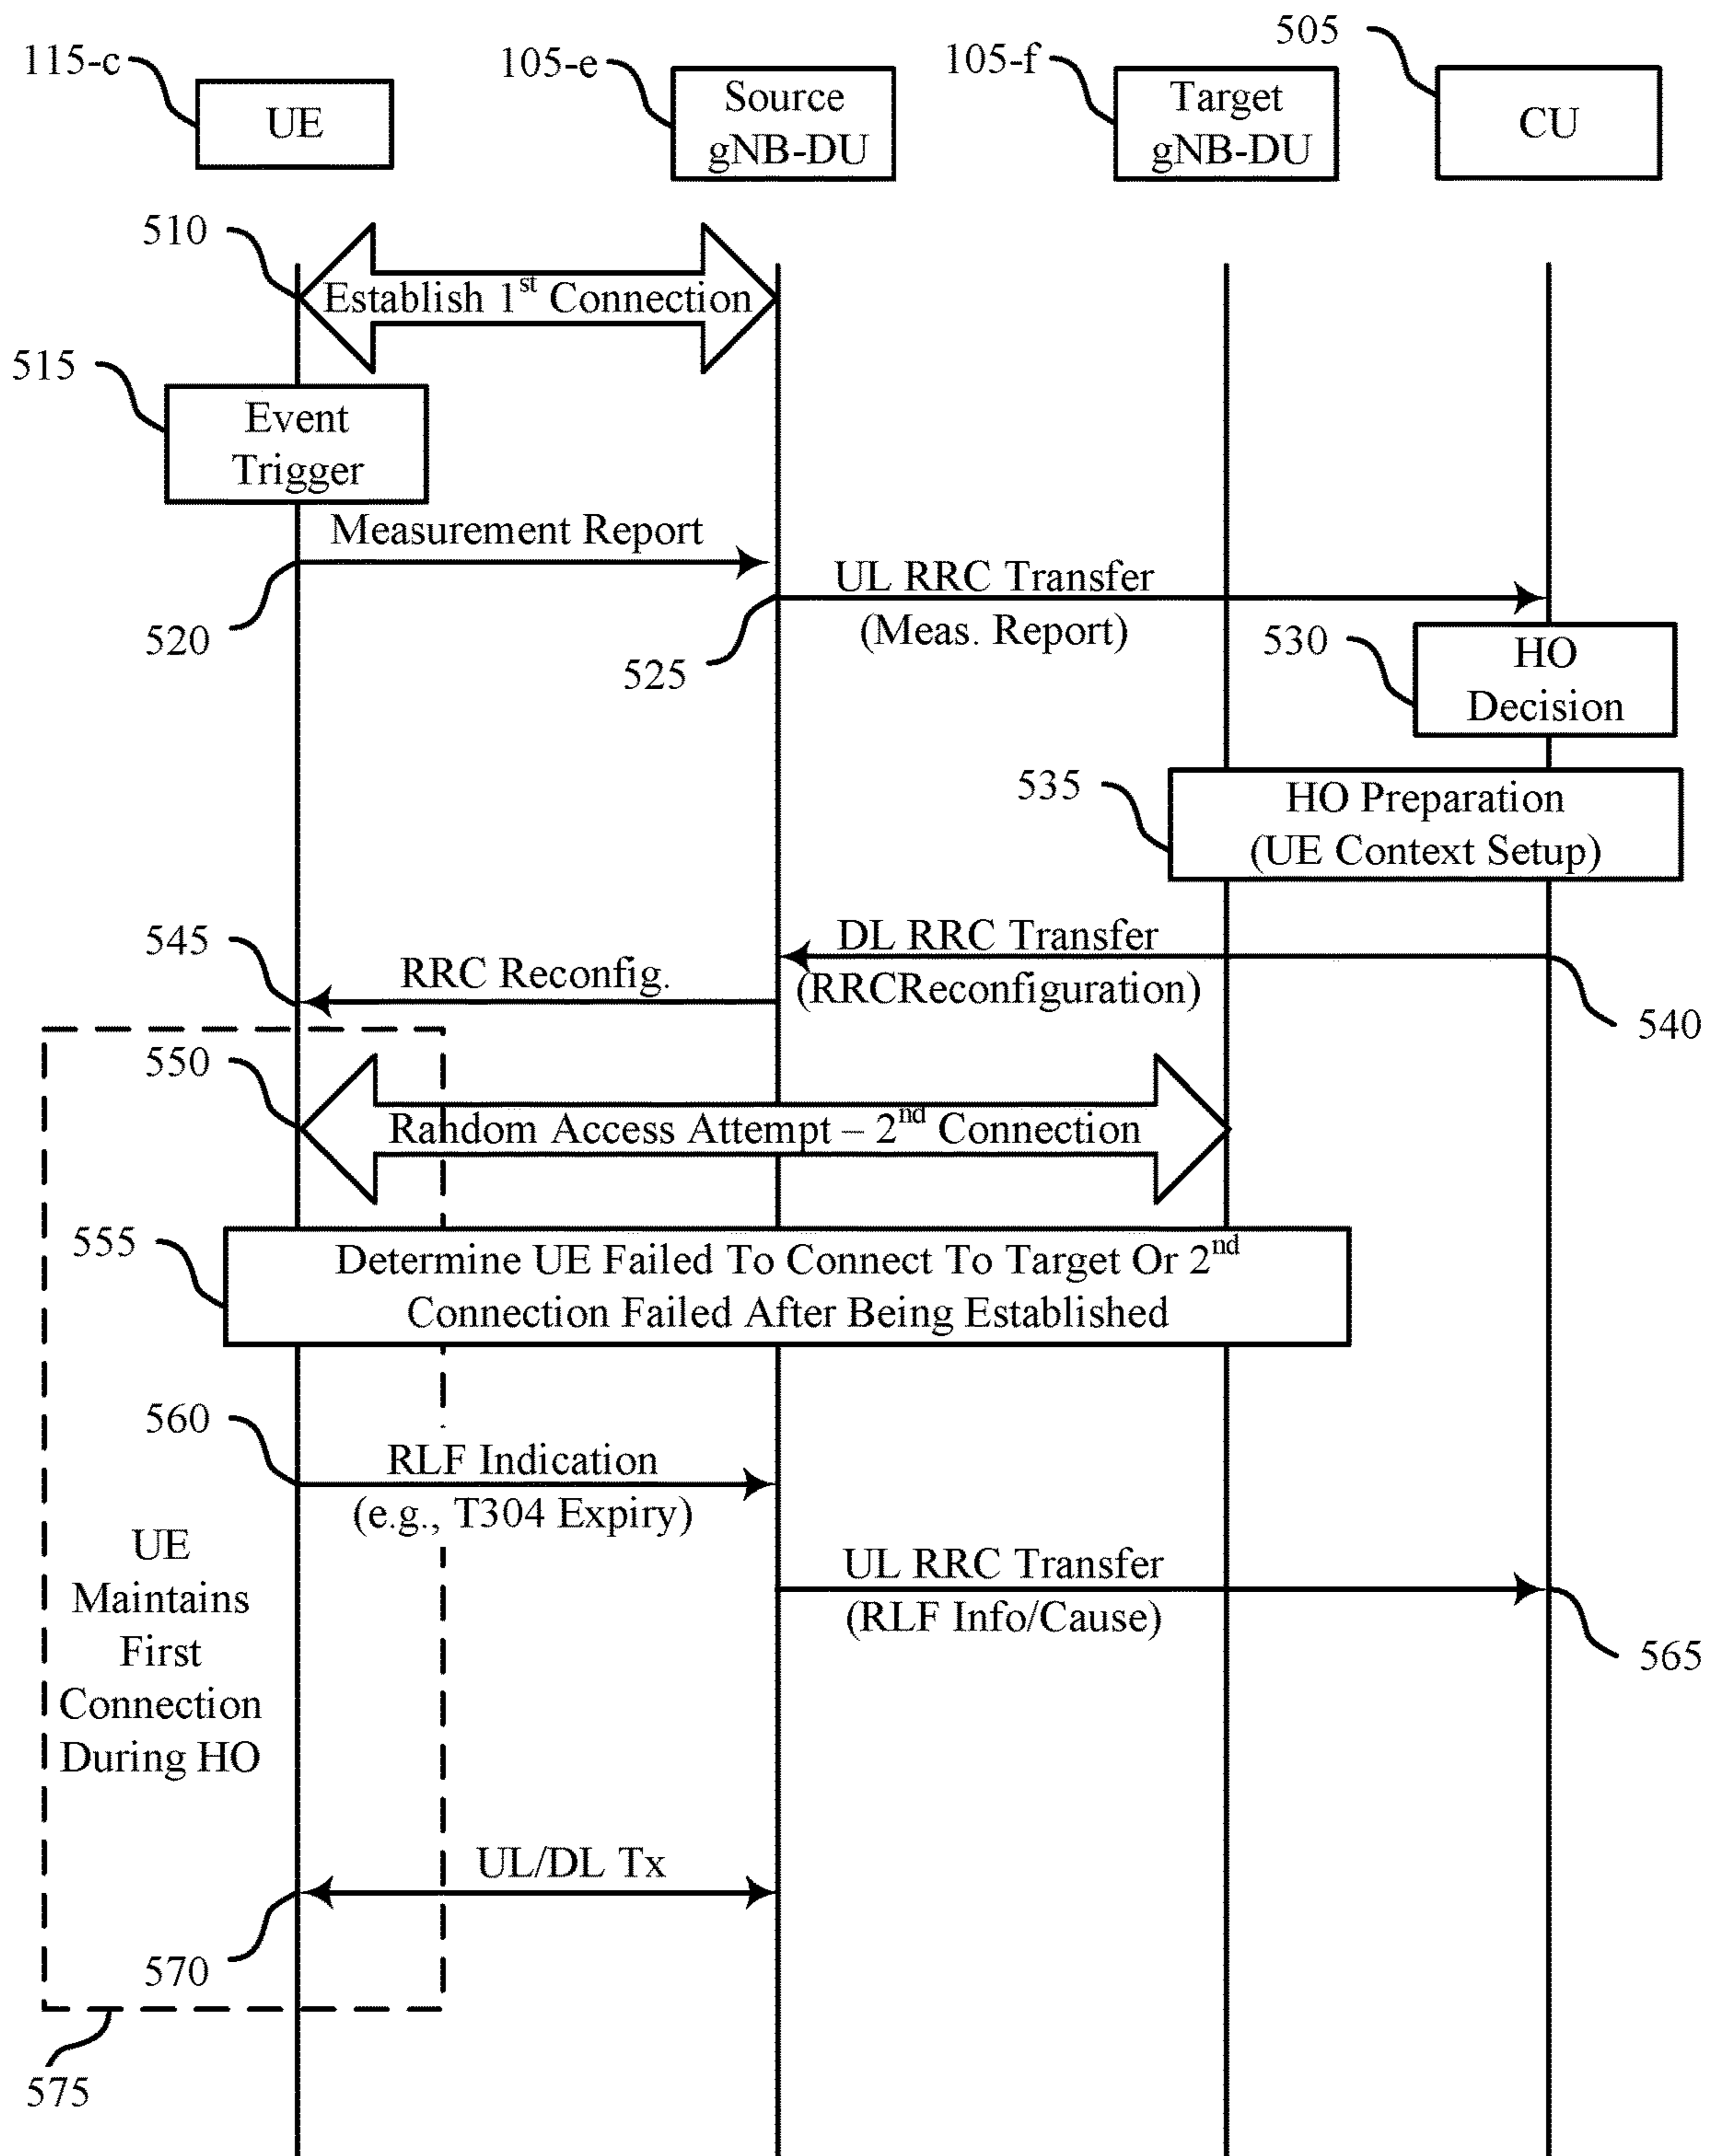 505
115-c
105-e
105-f
UE
Source
gNB-DU
Target
gNB-DU
CU
510
Establish 1st Connection
515
Event
Trigger
Measurement Report
520
UL RRC Transfer
(Meas. Report)
525
530
HO
Decision
535
HO Preparation
(UE Context Setup)
545
RRC Reconfig.
DL RRC Transfer
(RRCReconfiguration)
540
550
Random Access Attempt – 2nd Connection
555
Determine UE Failed To Connect To Target Or 2nd
Connection Failed After Being Established
560
RLF Indication
(e.g., T304 Expiry)
UE
Maintains
First
Connection
During HO
UL RRC Transfer
(RLF Info/Cause)
565
UL/DL Tx
570
575